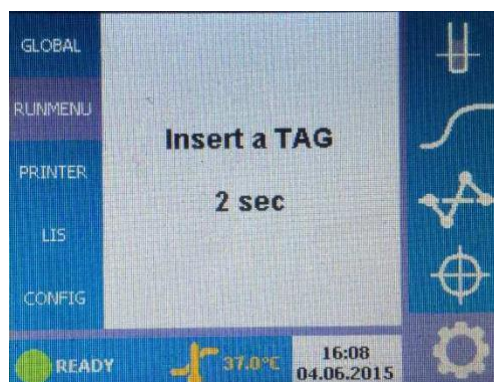 GLOBAL
RUNMENU
PRINTER
LIS
CONFIG
Insert a TAG
2 sec
READY
37.0°C
16:08
04.06.2015